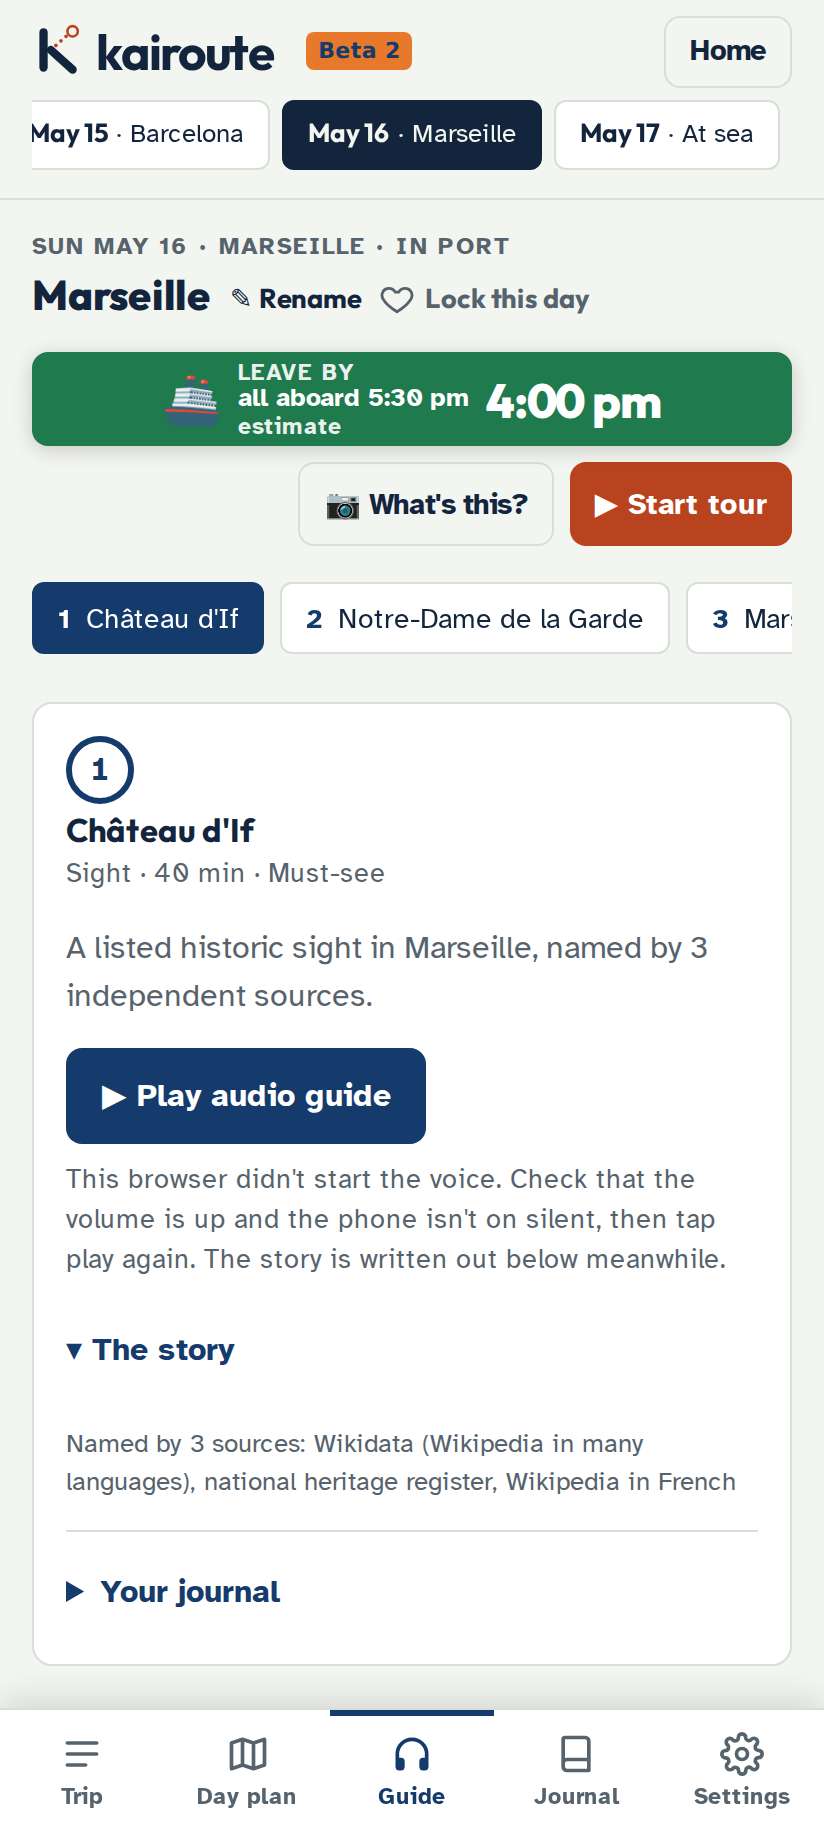 kairoute
Beta 2
Home
May 15 · Barcelona
May 16 · Marseille
May 17 · At sea
SUN MAY 16 · MARSEILLE · IN PORT
Marseille
✎ Rename
Lock this day
LEAVE BY
all aboard 5:30 pm
estimate
4:00 pm
What's this?
▶ Start tour
1 Château d'If
2 Notre-Dame de la Garde
3
1
Château d'If
Sight · 40 min · Must-see
A listed historic sight in Marseille, named by 3
independent sources.
▶ Play audio guide
This browser didn't start the voice. Check that the
volume is up and the phone isn't on silent, then tap
play again. The story is written out below meanwhile.
▼ The story
Named by 3 sources: Wikidata (Wikipedia in many
languages), national heritage register, Wikipedia in French
▶ Your journal
Trip
Day plan
Guide
Journal
Settings